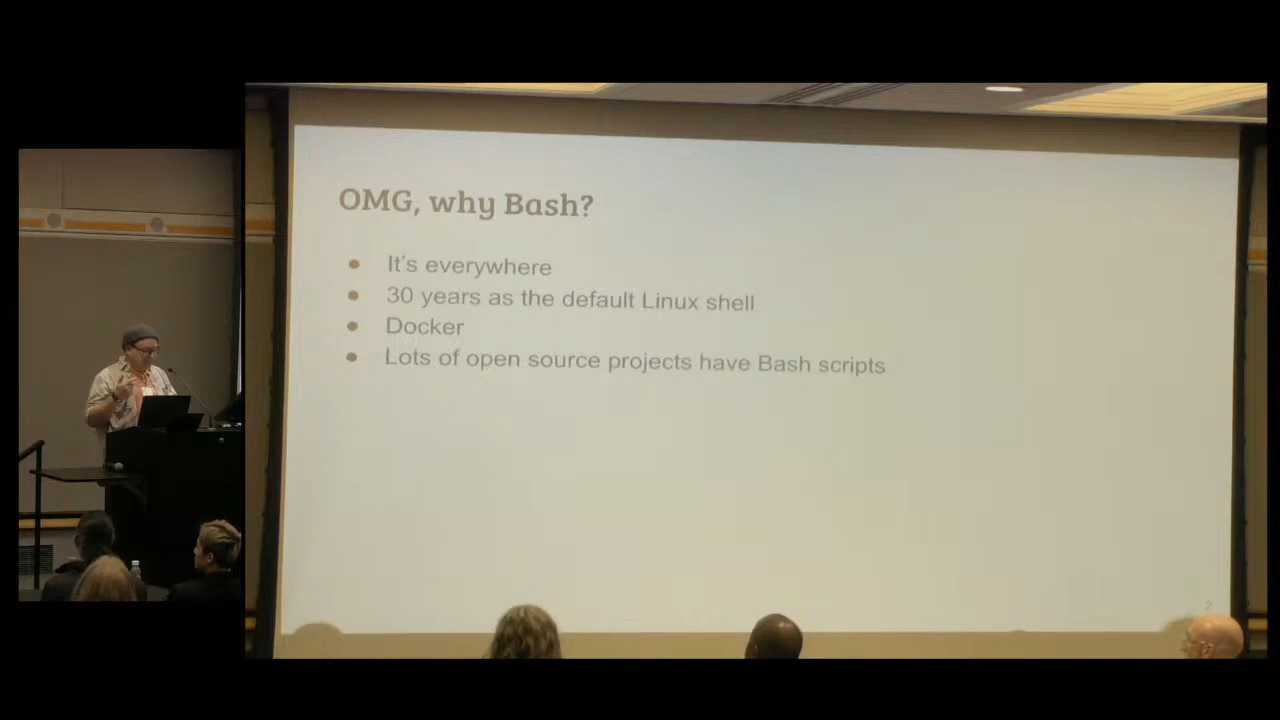 OMG, why Bash?
It's everywhere
30 years as the default Linux shell
Docker
Lots of open source projects have Bash scripts
2